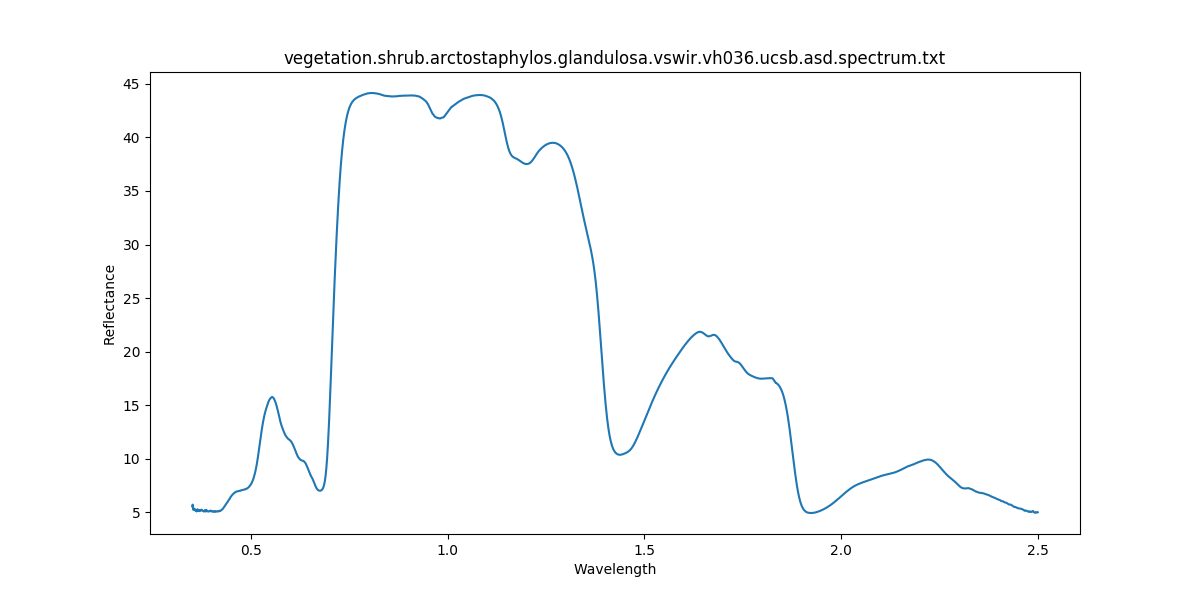 vegetation.shrub.arctostaphylos.glandulosa.vswir.vh036.ucsb.asd.spectrum.txt
45
40
35
30
25
20
15
10
5
Reflectance
0.5 1.0 1.5 2.0 2.5
Wavelength